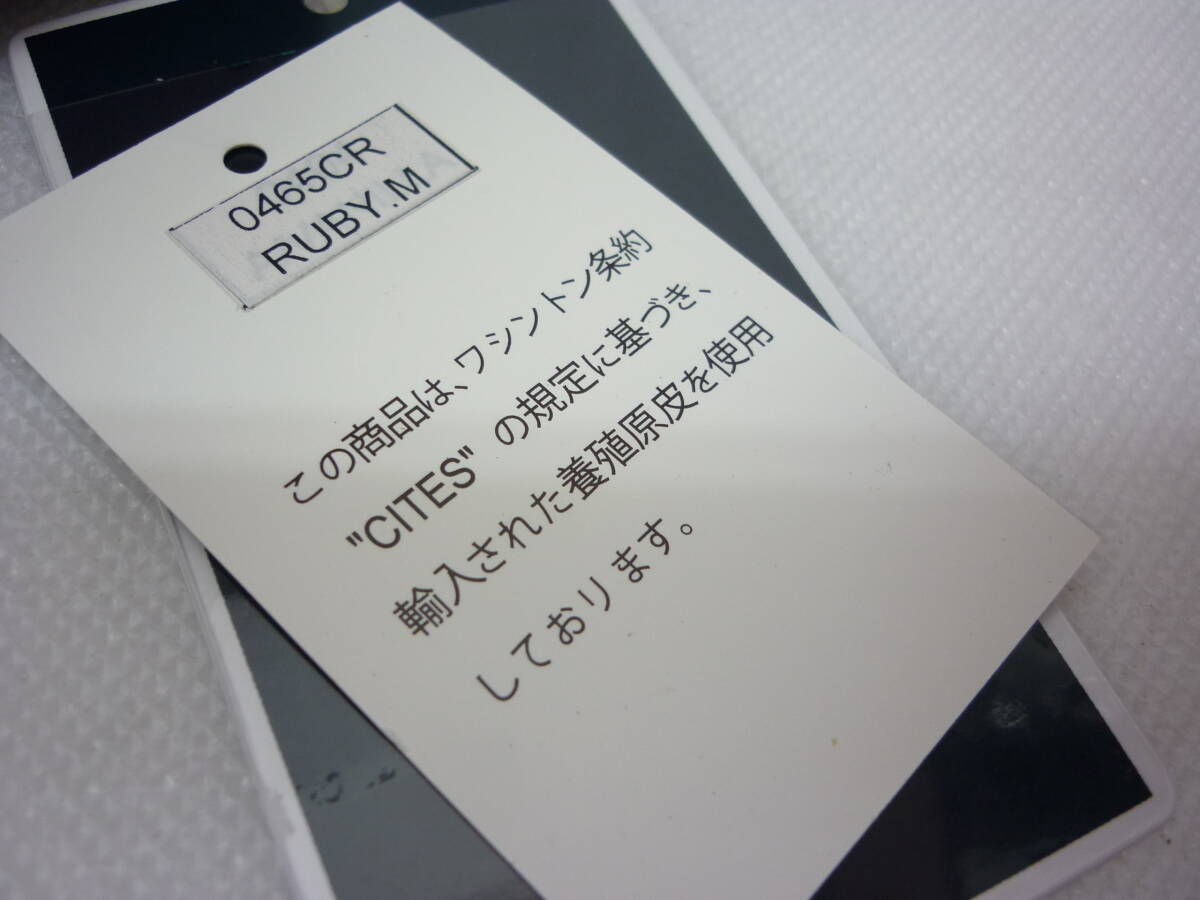 0465CR
RUBY.M
この商品は、ワシントン条約
"CITES" の規定に基づき、
輸入された養殖原皮を使用
しております。